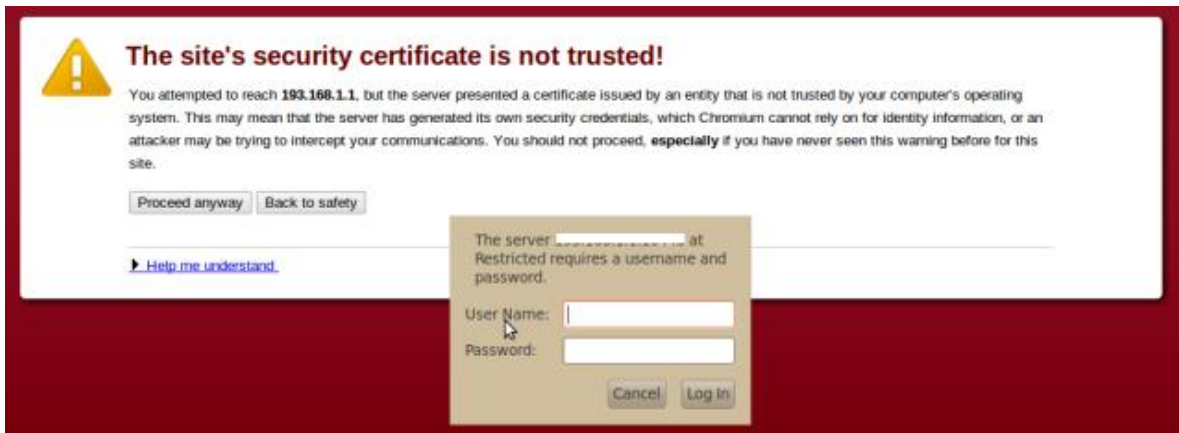 The site's security certificate is not trusted!
You attempted to reach 193.168.1.1, but the server presented a certificate issued by an entity that is not trusted by your computer's operating
system. This may mean that the server has generated its own security credentials, which Chromium cannot rely on for identity information, or an
attacker may be trying to intercept your communications. You should not proceed, especially if you have never seen this warning before for this
site.
Proceed anyway Back to safety
Help me understand
The server at
Restricted requires a username and
password.
User Name:
Password:
Cancel Log In